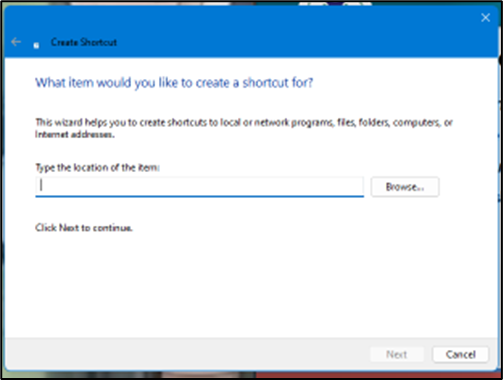 Create Shortcut
What item would you like to create a shortcut for?
This wizard helps you to create shortcuts to local or network programs, files, folders, computers, or
Internet addresses.
Type the location of the item:
Browse...
Click Next to continue.
Next
Cancel